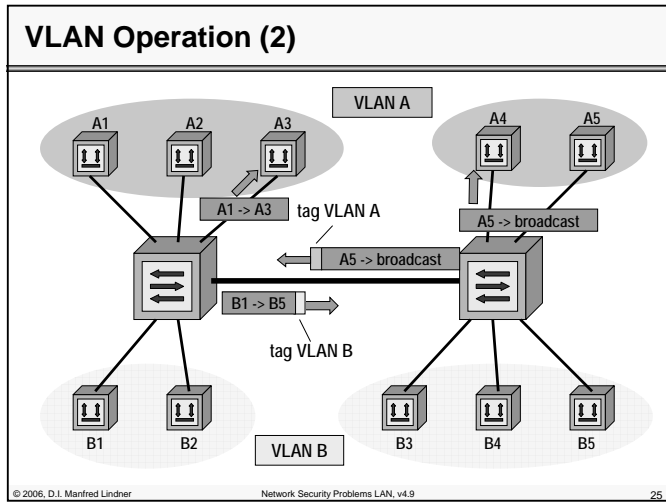 VLAN Operation (2)
VLAN A
A1
A2
A3
A4
A5
A1 -> A3
tag VLAN A
A5 -> broadcast
A5 -> broadcast
B1 -> B5
tag VLAN B
B1
B2
B3
B4
B5
VLAN B
© 2006, D.I. Manfred Lindner
Network Security Problems LAN, v4.9
25